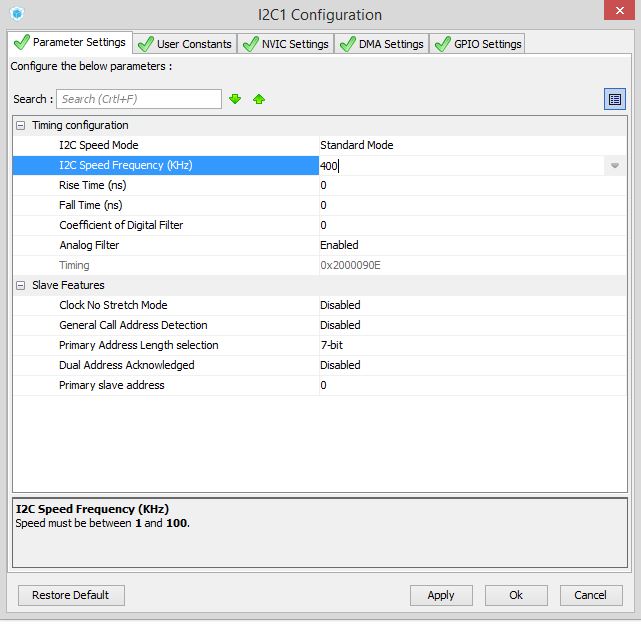 I2C1 Configuration
Parameter Settings User Constants NVIC Settings DMA Settings GPIO Settings
Configure the below parameters :
Search : Search (Crtl+F)
Timing configuration
I2C Speed Mode Standard Mode
I2C Speed Frequency (KHz) 400
Rise Time (ns) 0
Fall Time (ns) 0
Coefficient of Digital Filter 0
Analog Filter Enabled
Timing 0x2000090E
Slave Features
Clock No Stretch Mode Disabled
General Call Address Detection Disabled
Primary Address Length selection 7-bit
Dual Address Acknowledged Disabled
Primary slave address 0
I2C Speed Frequency (KHz)
Speed must be between 1 and 100.
Restore Default Apply Ok Cancel